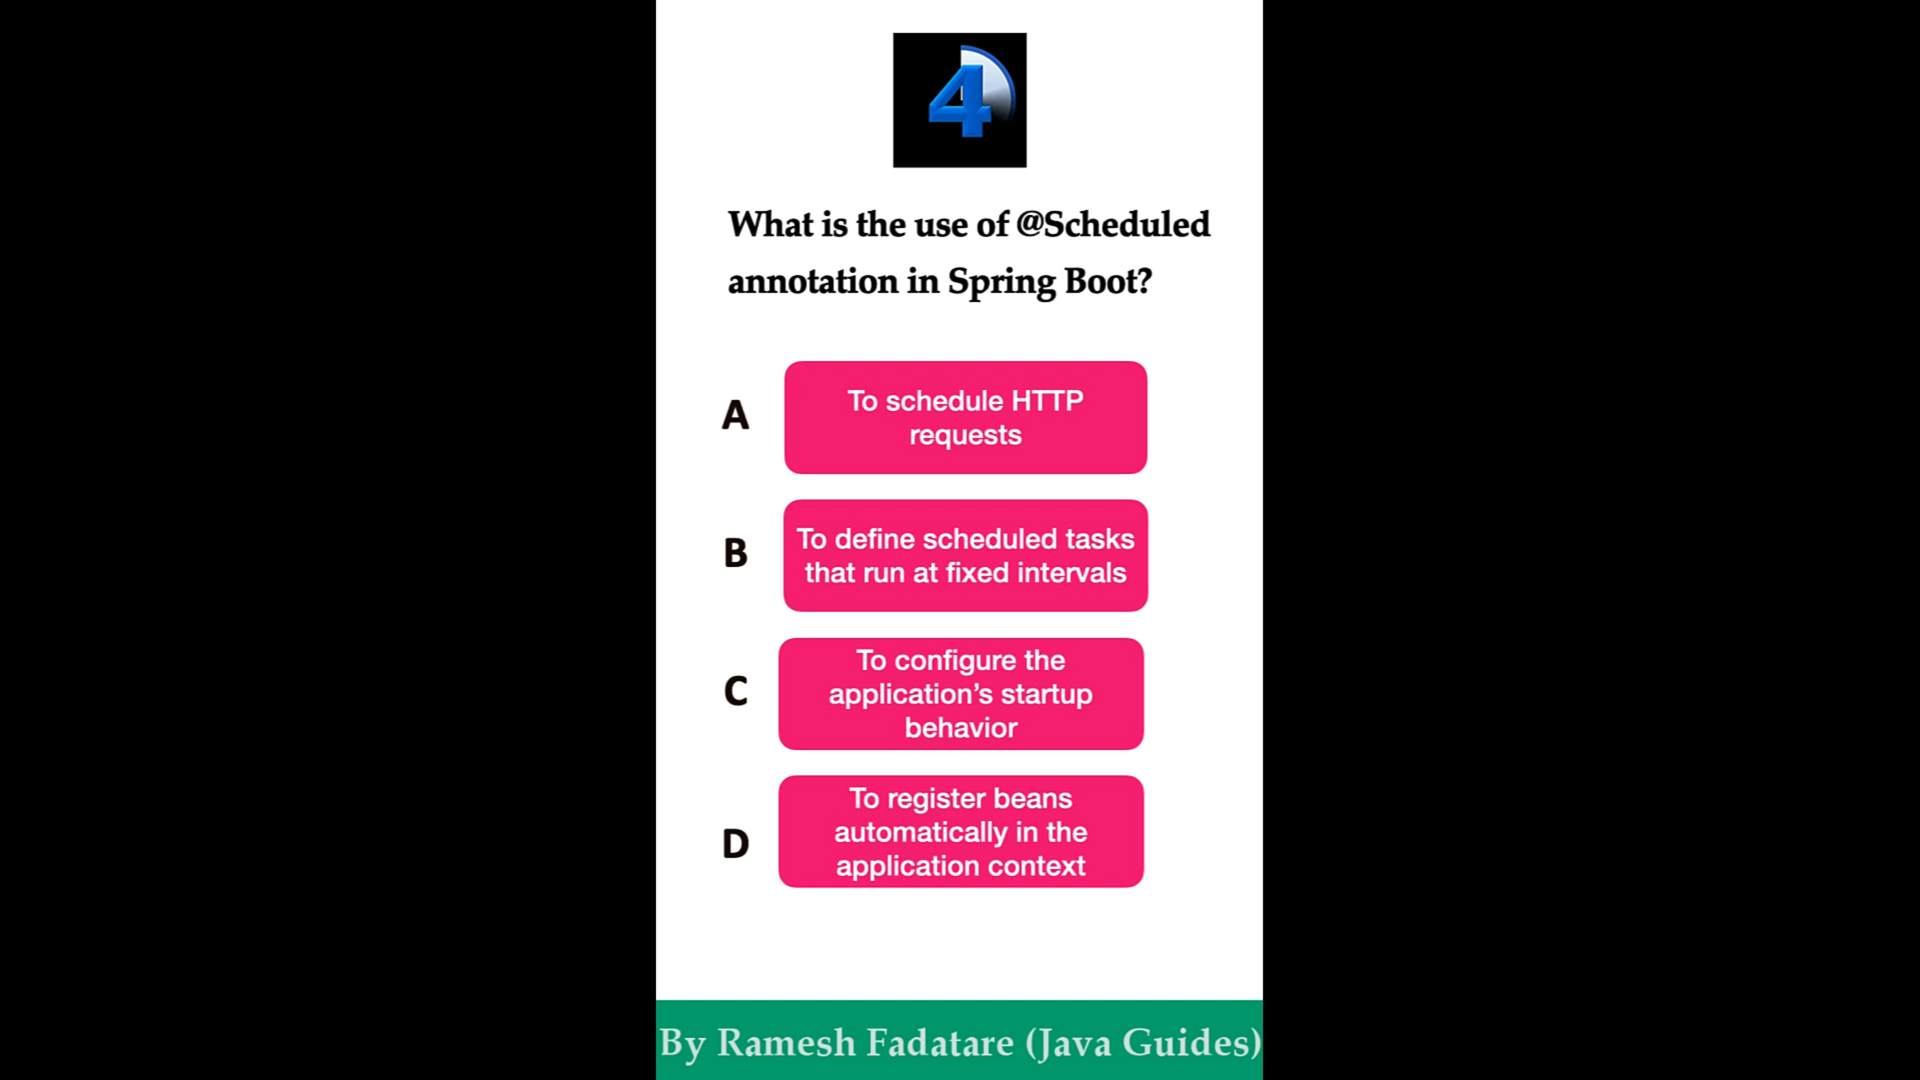 4
What is the use of @Scheduled
annotation in Spring Boot?
A
To schedule HTTP
requests
B
To define scheduled tasks
that run at fixed intervals
C
To configure the
application’s startup
behavior
D
To register beans
automatically in the
application context
By Ramesh Fadatare (Java Guides)